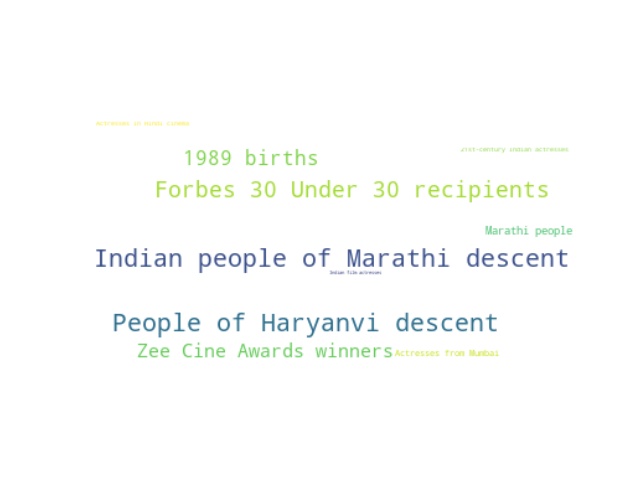 Actresses in Hindi cinema
21st-century Indian actresses
1989 births
Forbes 30 Under 30 recipients
Marathi people
Indian people of Marathi descent
Indian film actresses
People of Haryanvi descent
Zee Cine Awards winners
Actresses from Mumbai